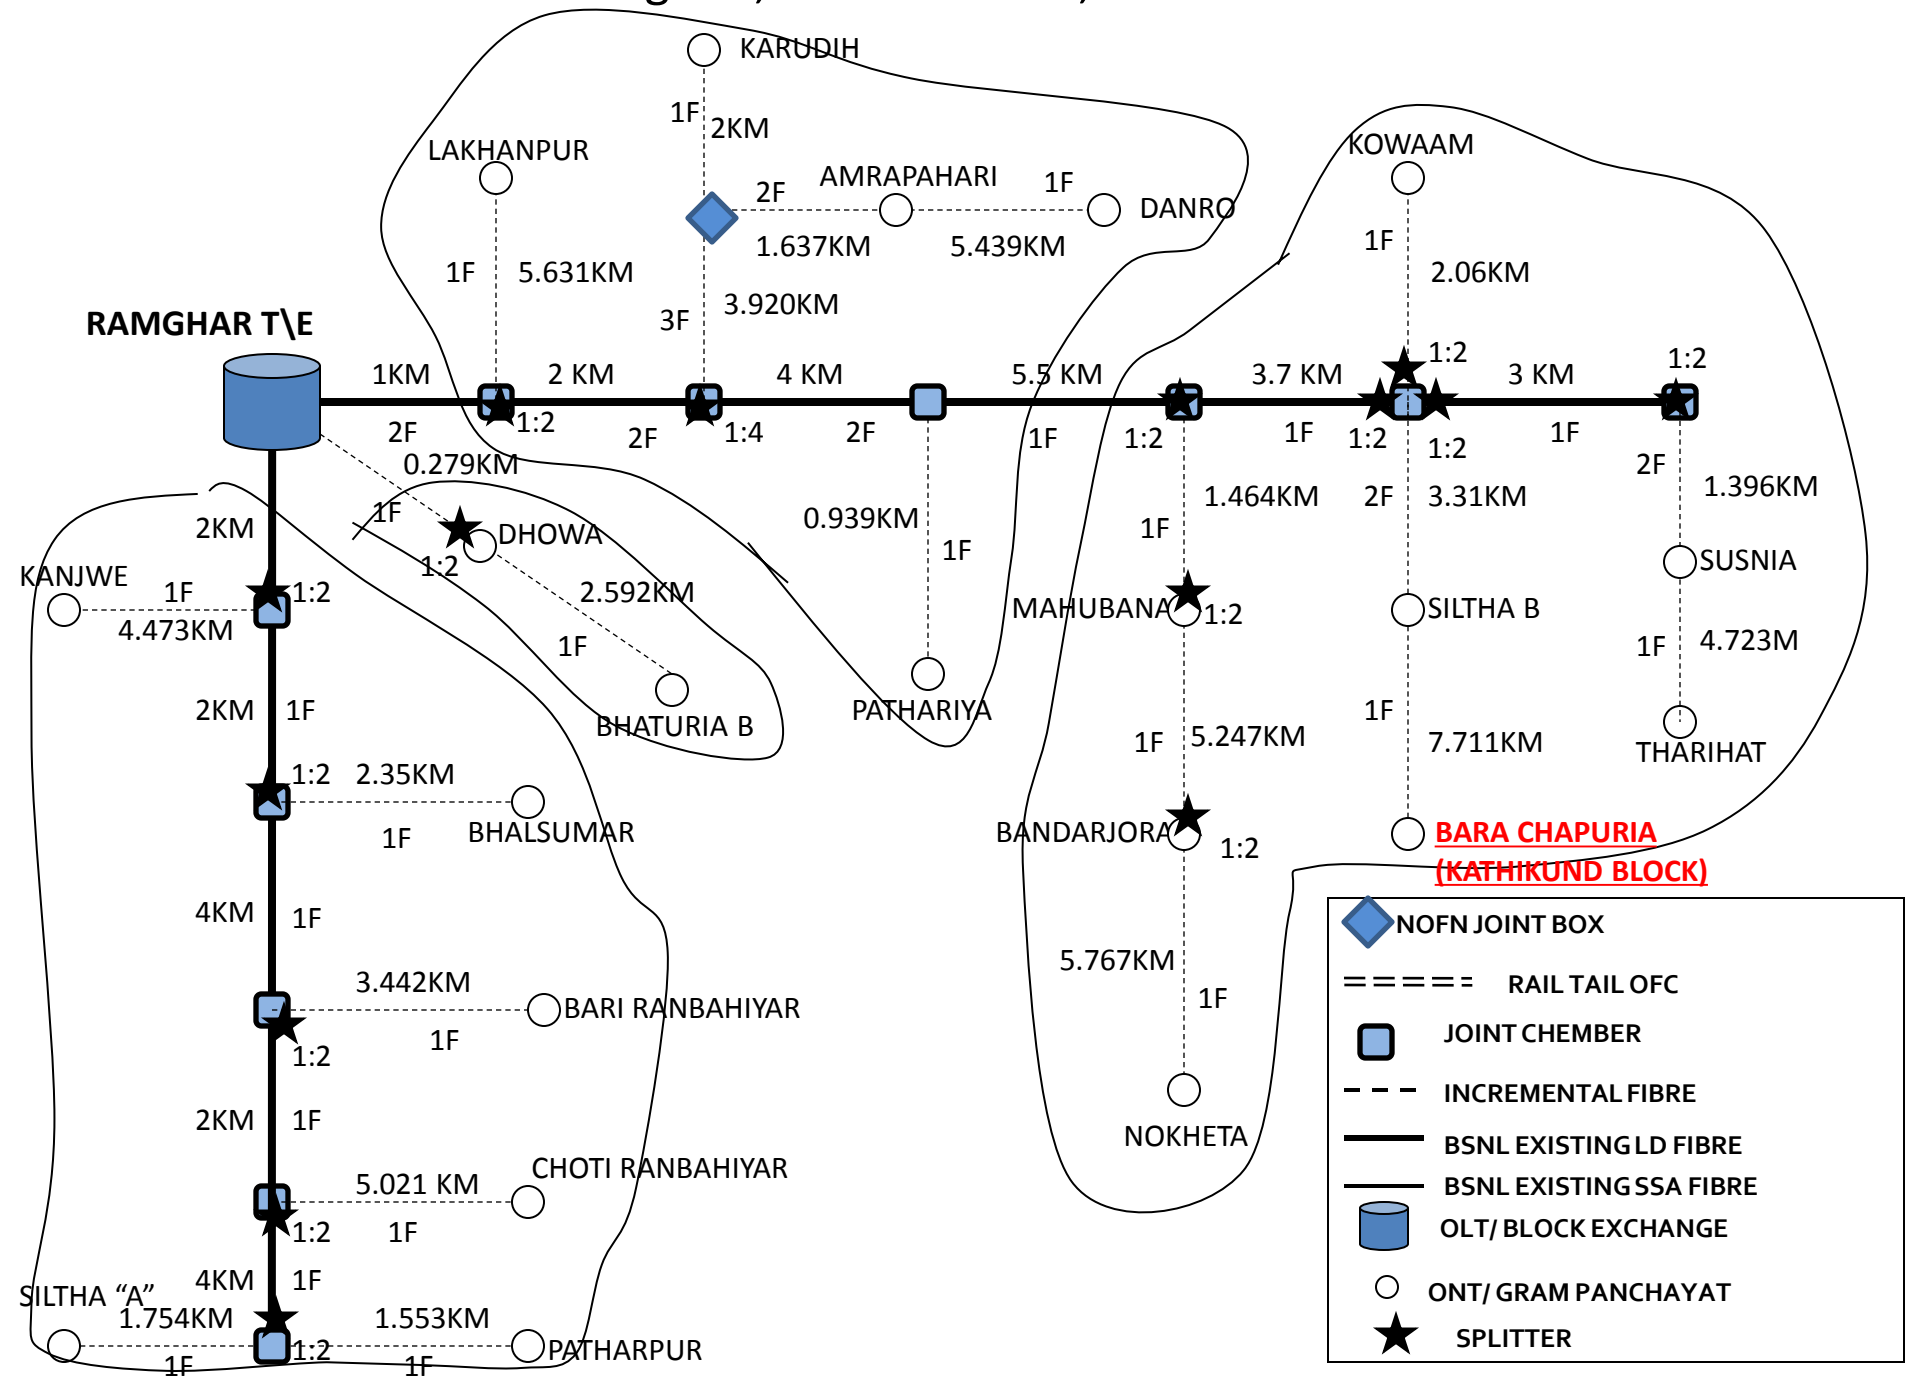 KARUDIH
1F
2KM
LAKHANPUR
AMRAPAHARI
2F
1F
DANRO
1.637KM
5.439KM
1F
5.631KM
3.920KM
3F
KOWAAM
1F
2.06KM
RAMGHAR T\E
1KM
2 KM
4 KM
5.5 KM
3.7 KM
1:2
3 KM
1:2
2F
1:2
2F
1:4
2F
1F
1:2
1F
1:2
1:2
1F
0.279KM
1F
DHOWA
1:2
2.592KM
1F
BHATURIA B
0.939KM
1F
PATHARIYA
1.464KM
1F
MAHUBANA
1:2
1F
5.247KM
BANDARJORA
1:2
5.767KM
1F
NOKHETA
2F
3.31KM
SILTHA B
1F
7.711KM
BARA CHAPURIA
(KATHIKUND BLOCK)
2F
1.396KM
SUSNIA
1F
4.723M
THARIHAT
2KM
KANJWE
1F
1:2
4.473KM
2KM
1F
1:2
2.35KM
1F
BHALSUMAR
4KM
1F
3.442KM
BARI RANBAHIYAR
1F
1:2
2KM
1F
CHOTI RANBAHIYAR
5.021 KM
1:2
1F
4KM
1F
SILTHA “A”
1.754KM
1.553KM
1:2
PATHARPUR
1F
1F
NOFN JOINT BOX
RAIL TAIL OFC
JOINT CHEMBER
INCREMENTAL FIBRE
BSNL EXISTING LD FIBRE
BSNL EXISTING SSA FIBRE
OLT/ BLOCK EXCHANGE
ONT/ GRAM PANCHAYAT
SPLITTER